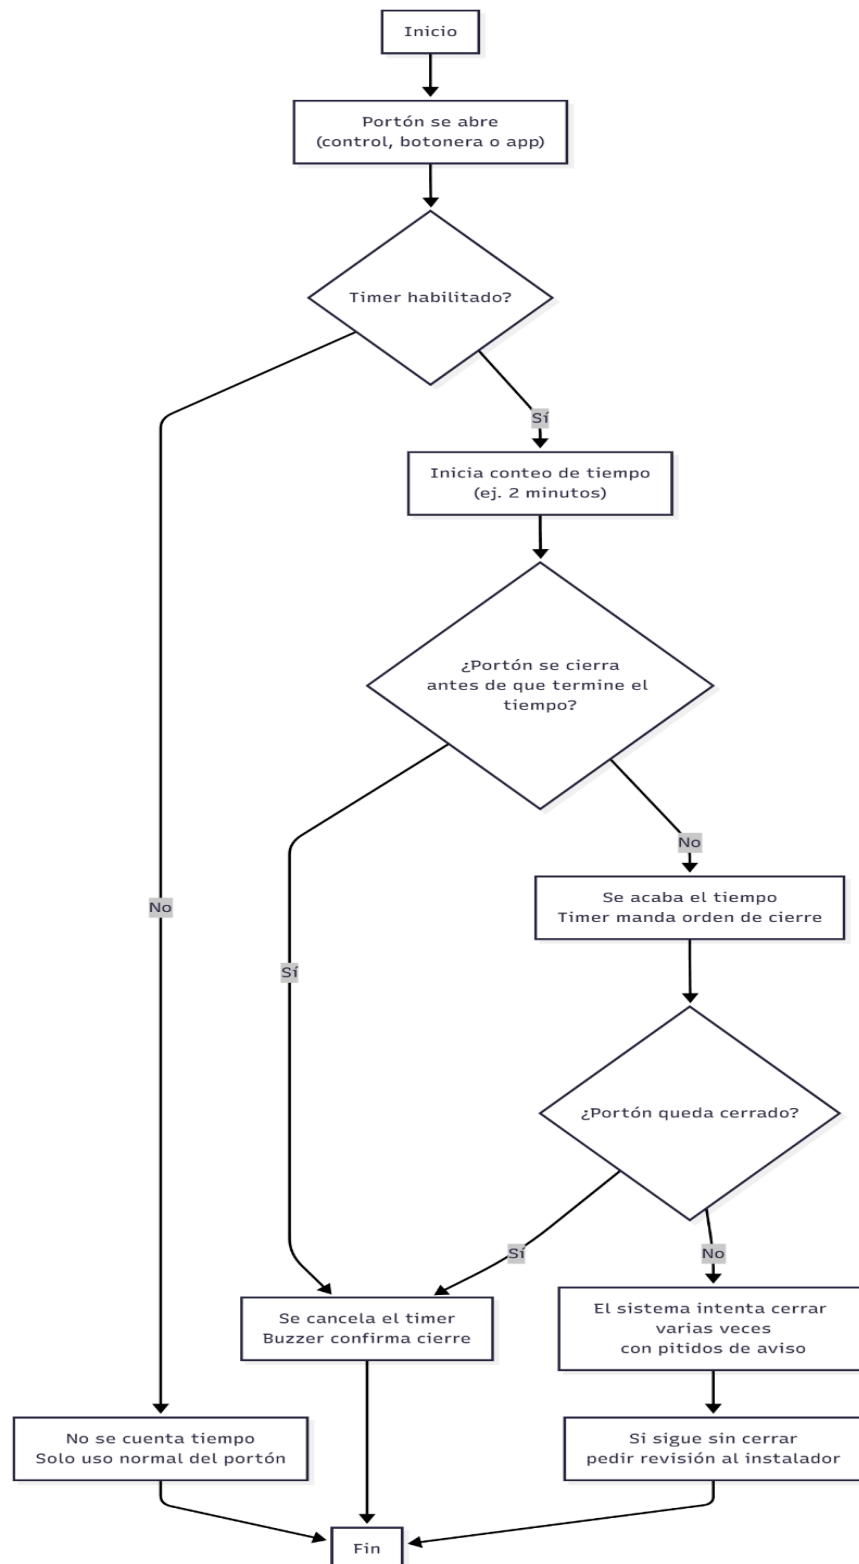 Inicio
Portón se abre
(control, botonera o app)
Timer habilitado?
Sí
Inicia conteo de tiempo
(ej. 2 minutos)
¿Portón se cierra
antes de que termine el
tiempo?
No
No
Se acaba el tiempo
Timer manda orden de cierre
Sí
¿Portón queda cerrado?
Sí
No
Se cancela el timer
Buzzer confirma cierre
El sistema intenta cerrar
varias veces
con pitidos de aviso
No se cuenta tiempo
Solo uso normal del portón
Si sigue sin cerrar
pedir revisión al instalador
Fin